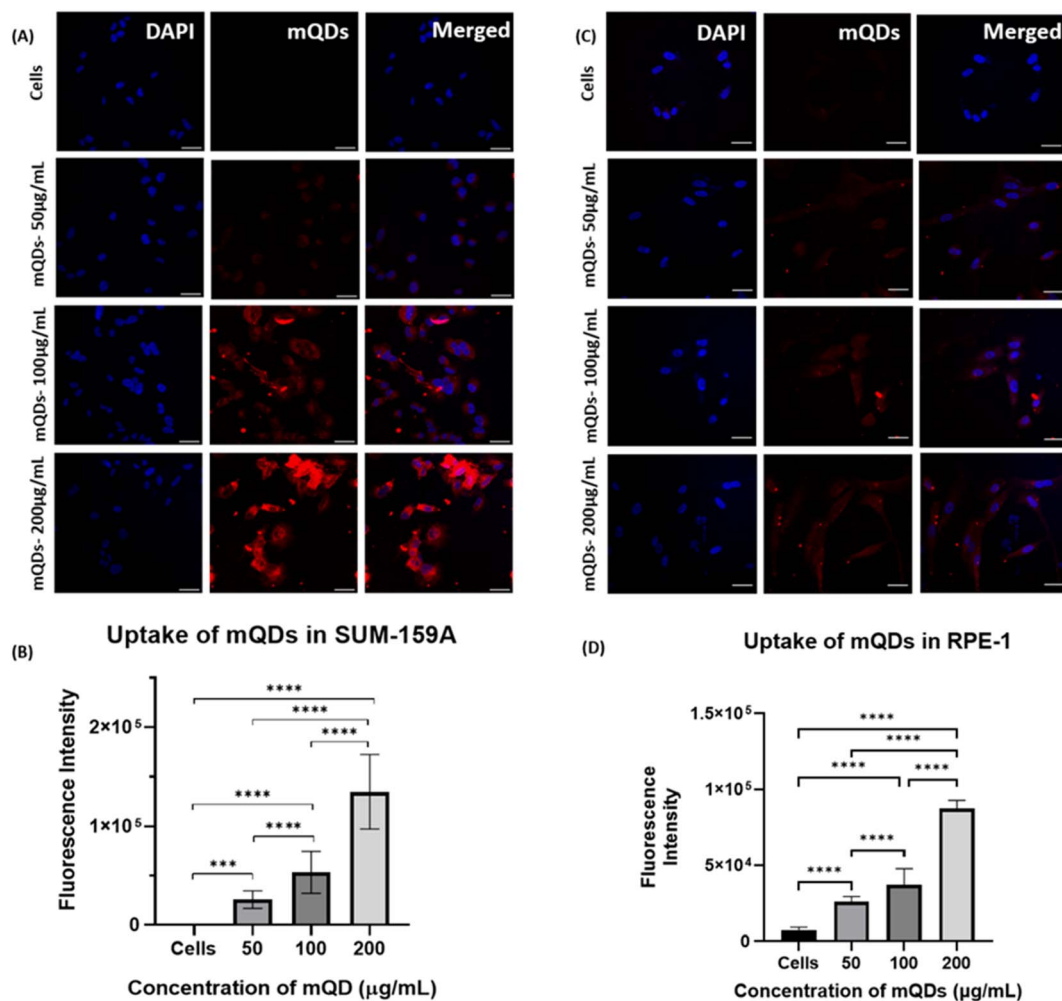 (A)
DAPI
mQDs
Merged
Cells
mQDs- 50µg/mL
mQDs- 100µg/mL
mQDs- 200µg/mL
(C)
DAPI
mQDs
Merged
Cells
mQDs- 50µg/mL
mQDs- 100µg/mL
mQDs- 200µg/mL
Uptake of mQDs in SUM-159A
(B)
Fluorescence Intensity
2×10⁵
1×10⁵
0
****
****
****
****
****
***
Cells
50
100
200
Concentration of mQD (µg/mL)
Uptake of mQDs in RPE-1
(D)
Fluorescence
Intensity
1.5×10⁵
1×10⁵
5×10⁴
0
****
****
****
****
****
****
Cells
50
100
200
Concentration of mQDs (µg/mL)